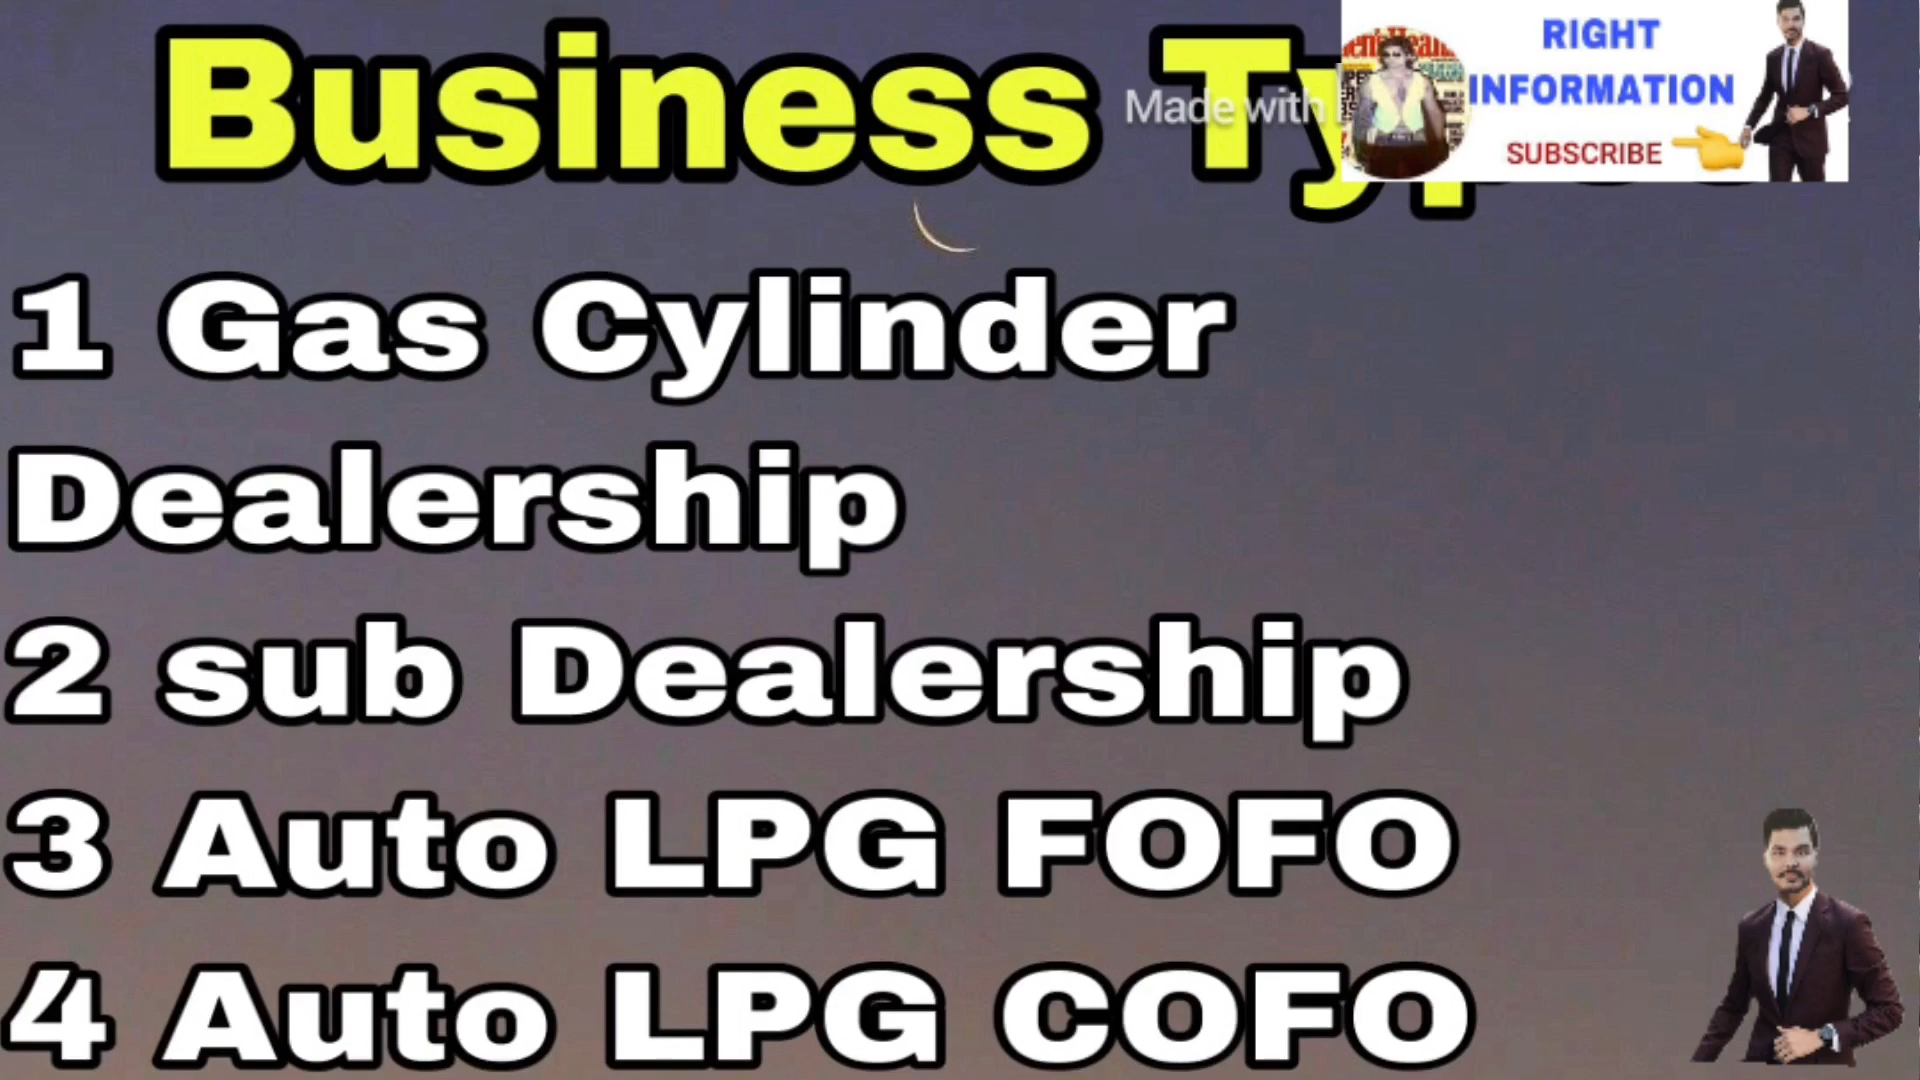 Business
Made with
RIGHT
INFORMATION
SUBSCRIBE
1 Gas Cylinder
Dealership
2 sub Dealership
3 Auto LPG FOFO
4 Auto LPG COFO